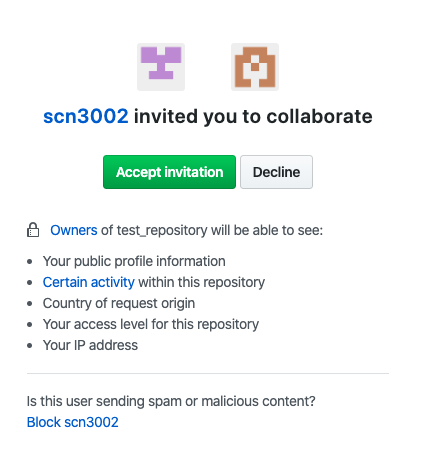 scn3002 invited you to collaborate
Accept invitation
Decline
Owners of test_repository will be able to see:
Your public profile information
Certain activity within this repository
Country of request origin
Your access level for this repository
Your IP address
Is this user sending spam or malicious content?
Block scn3002